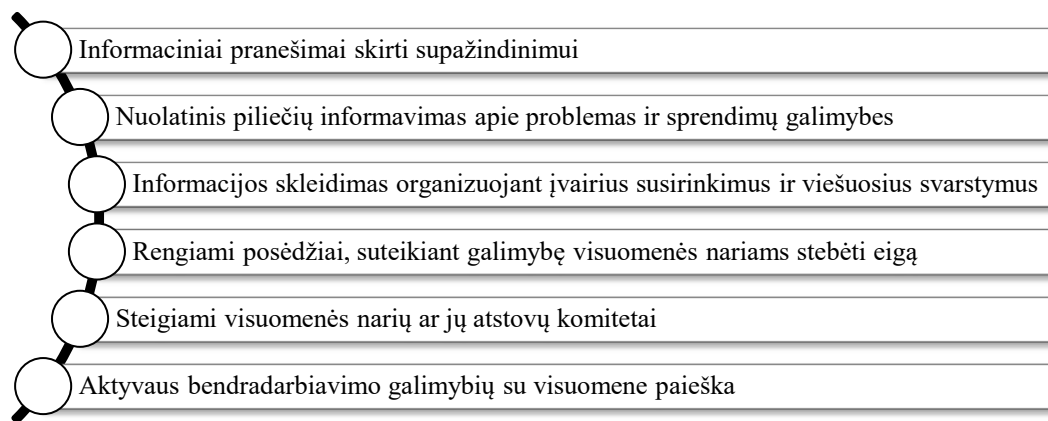 Informaciniai pranešimai skirti supažindinimui
Nuolatinis piliečių informavimas apie problemas ir sprendimų galimybes
Informacijos skleidimas organizuojant įvairius susirinkimus ir viešuosius svarstymus
Rengiami posėdžiai, suteikiant galimybę visuomenės nariams stebėti eigą
Steigiami visuomenės narių ar jų atstovų komitetai
Aktyvaus bendradarbiavimo galimybių su visuomene paieška